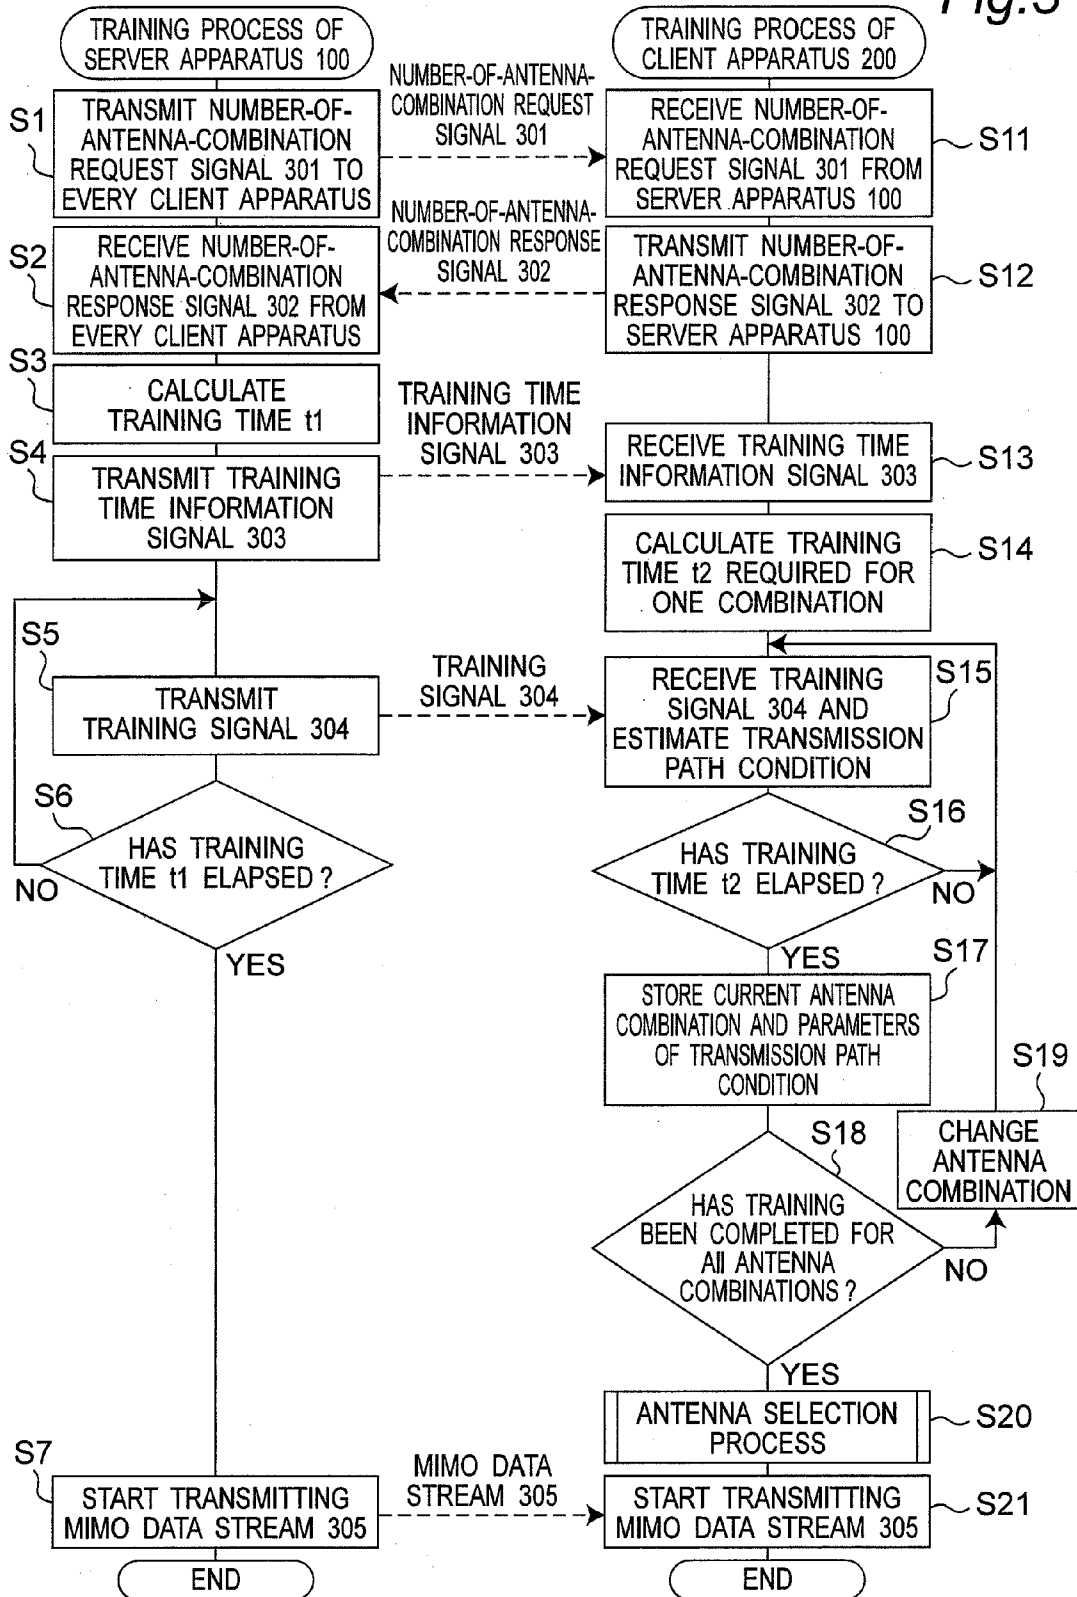 Fig.3
TRAINING PROCESS OF
SERVER APPARATUS 100
TRAINING PROCESS OF
CLIENT APPARATUS 200
S1
TRANSMIT NUMBER-OF-
ANTENNA-COMBINATION
REQUEST SIGNAL 301 TO
EVERY CLIENT APPARATUS
NUMBER-OF-ANTENNA-
COMBINATION REQUEST
SIGNAL 301
RECEIVE NUMBER-OF-
ANTENNA-COMBINATION
REQUEST SIGNAL 301 FROM
SERVER APPARATUS 100
S11
S2
RECEIVE NUMBER-OF-
ANTENNA-COMBINATION
RESPONSE SIGNAL 302 FROM
EVERY CLIENT APPARATUS
NUMBER-OF-ANTENNA-
COMBINATION RESPONSE
SIGNAL 302
TRANSMIT NUMBER-OF-
ANTENNA-COMBINATION
RESPONSE SIGNAL 302 TO
SERVER APPARATUS 100
S12
S3
CALCULATE
TRAINING TIME t1
S4
TRANSMIT TRAINING
TIME INFORMATION
SIGNAL 303
TRAINING TIME
INFORMATION
SIGNAL 303
RECEIVE TRAINING TIME
INFORMATION SIGNAL 303
S13
CALCULATE TRAINING
TIME t2 REQUIRED FOR
ONE COMBINATION
S14
S5
TRANSMIT
TRAINING SIGNAL 304
TRAINING
SIGNAL 304
RECEIVE TRAINING
SIGNAL 304 AND
ESTIMATE TRANSMISSION
PATH CONDITION
S15
S6
HAS TRAINING
TIME t1 ELAPSED ?
NO
YES
S16
HAS TRAINING
TIME t2 ELAPSED ?
NO
YES
S17
STORE CURRENT ANTENNA
COMBINATION AND PARAMETERS
OF TRANSMISSION PATH
CONDITION
S18
HAS TRAINING
BEEN COMPLETED FOR
All ANTENNA
COMBINATIONS ?
NO
YES
S19
CHANGE
ANTENNA
COMBINATION
ANTENNA SELECTION
PROCESS
S20
S7
START TRANSMITTING
MIMO DATA STREAM 305
MIMO DATA
STREAM 305
START TRANSMITTING
MIMO DATA STREAM 305
S21
END
END